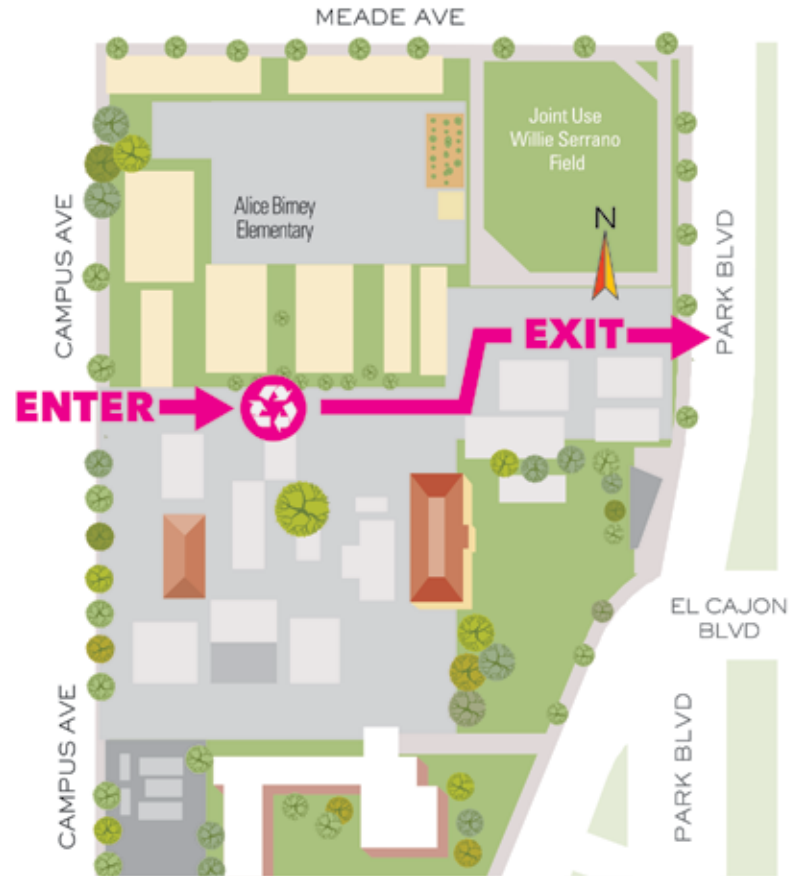 MEADE AVE
Joint Use
Willie Serrano
Field
Alice Birney
Elementary
N
CAMPUS AVE
PARK BLVD
EXIT
ENTER
EL CAJON
BLVD
CAMPUS AVE
PARK BLVD